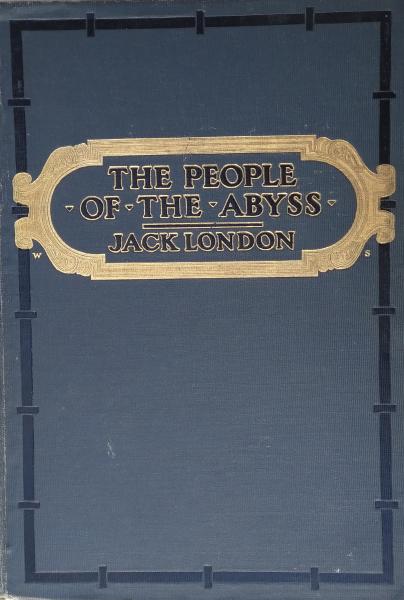 THE PEOPLE
OF · THE · ABYSS
JACK LONDON
W S